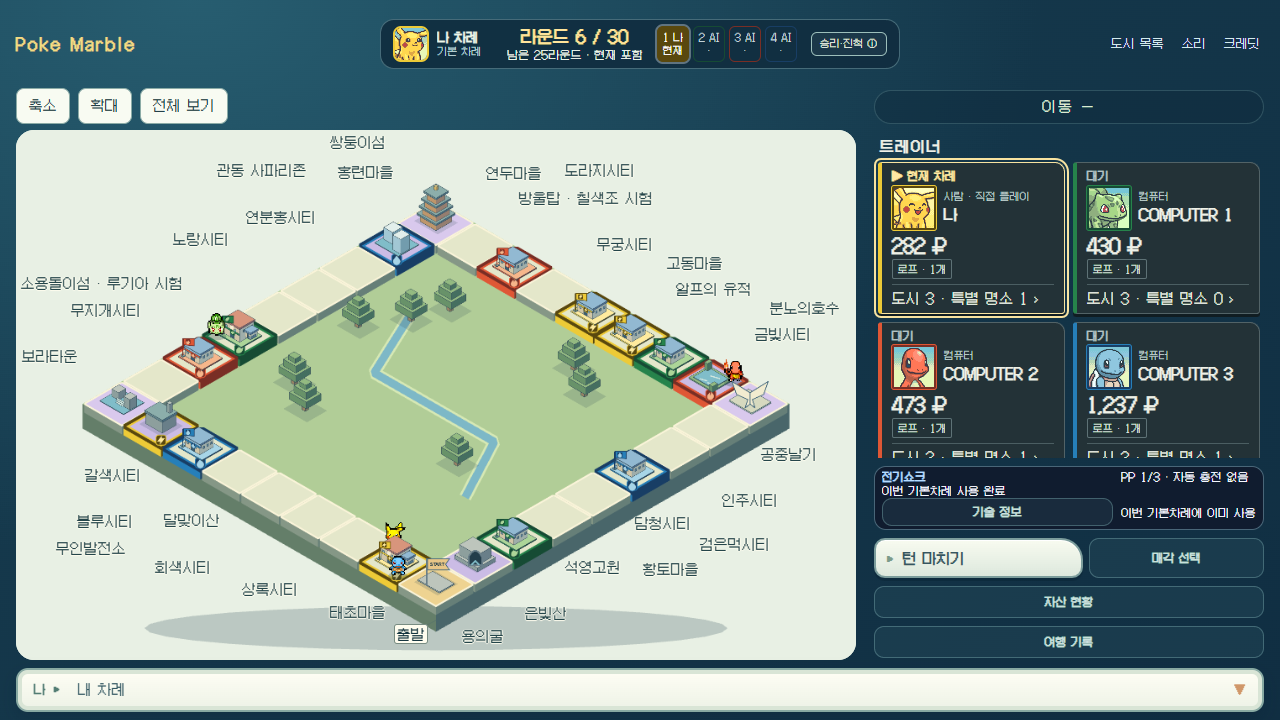 Poke Marble
나 차례
기본 차례
라운드 6 / 30
남은 25라운드 · 현재 포함
1 나
현재
2 AI
·
3 AI
·
4 AI
·
승리·진척 ⓘ
도시 목록
소리
크레딧
축소
확대
전체 보기
이동 —
쌍둥이섬
관동 사파리존
홍련마을
연두마을
도라지시티
방울탑 · 칠색조 시험
연분홍시티
노랑시티
무궁시티
고동마을
알프의 유적
소용돌이섬 · 루기아 시험
무지개시티
분노의호수
금빛시티
보라타운
갈색시티
공중날기
블루시티
달맞이산
인주시티
무인발전소
담청시티
검은먹시티
회색시티
석영고원
황토마을
상록시티
START
태초마을
은빛산
출발
용의굴
트레이너
▶ 현재 차례
사람 · 직접 플레이
나
282 ₽
로프 · 1개
도시 3 · 특별 명소 1 ›
대기
컴퓨터
COMPUTER 1
430 ₽
로프 · 1개
도시 3 · 특별 명소 0 ›
대기
컴퓨터
COMPUTER 2
473 ₽
로프 · 1개
도시 3 · 특별 명소 1 ›
대기
컴퓨터
COMPUTER 3
1,237 ₽
로프 · 1개
도시 3 · 특별 명소 1 ›
전기쇼크
PP 1/3 · 자동 충전 없음
이번 기본차례 사용 완료
기술 정보
이번 기본차례에 이미 사용
▶ 턴 마치기
매각 선택
자산 현황
여행 기록
나 ▶ 내 차례
▼